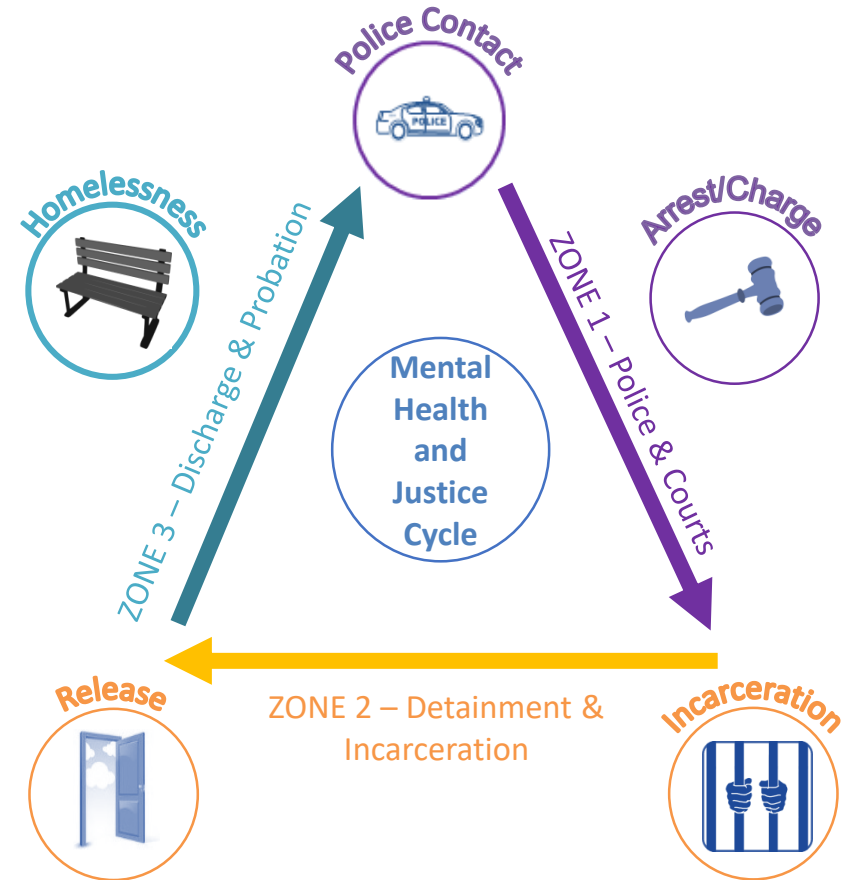 Police Contact
POLICE
Homelessness
Arrest/Charge
ZONE 3 – Discharge & Probation
ZONE 1 – Police & Courts
Mental
Health
and
Justice
Cycle
Release
ZONE 2 – Detainment &
Incarceration
Incarceration